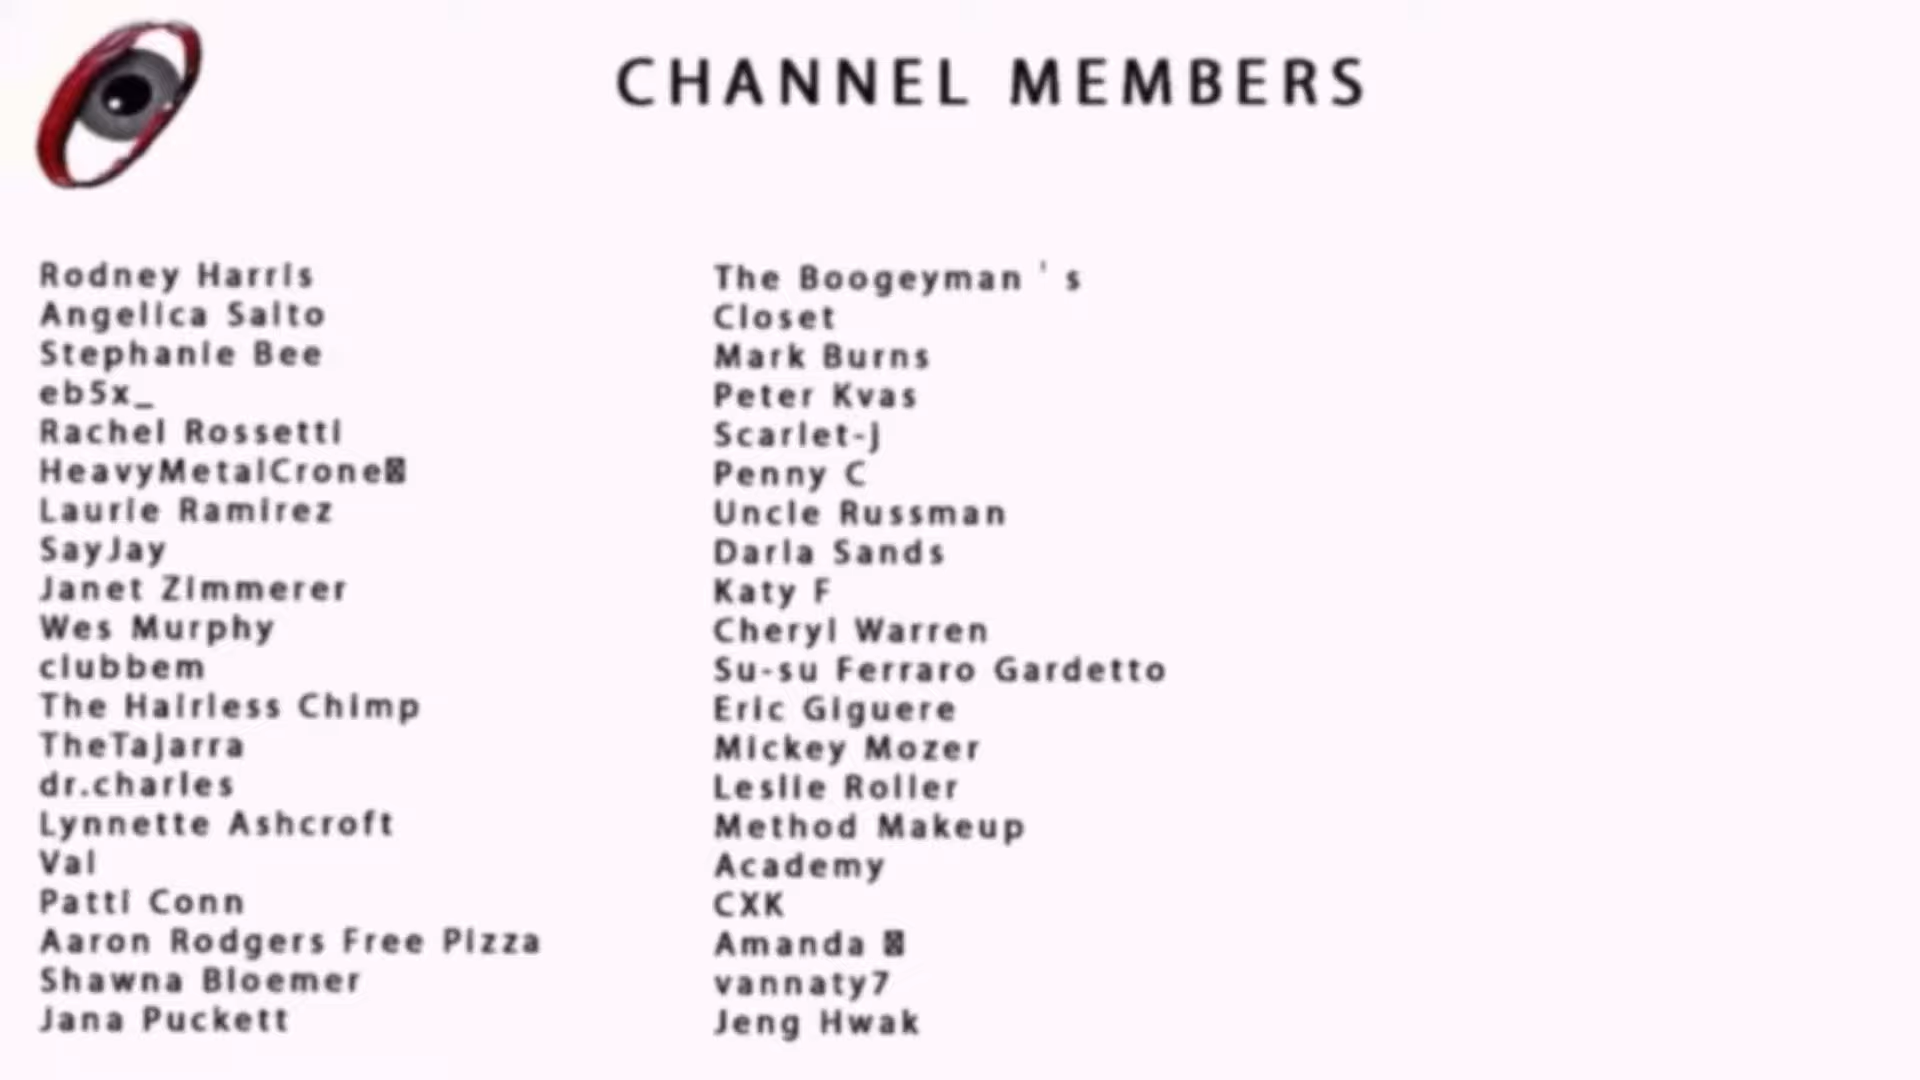 CHANNEL MEMBERS
Rodney Harris
Angelica Saito
Stephanie Bee
eb5x_
Rachel Rossetti
HeavyMetalCrone
Laurie Ramirez
SayJay
Janet Zimmerer
Wes Murphy
clubbem
The Hairless Chimp
TheTaJarra
dr.charles
Lynnette Ashcroft
Val
Patti Conn
Aaron Rodgers Free Pizza
Shawna Bloemer
Jana Puckett
The Boogeyman ' s
Closet
Mark Burns
Peter Kvas
Scarlet-J
Penny C
Uncle Russman
Darla Sands
Katy F
Cheryl Warren
Su-su Ferraro Gardetto
Eric Giguere
Mickey Mozer
Leslie Roller
Method Makeup
Academy
CXK
Amanda
vannaty7
Jeng Hwak